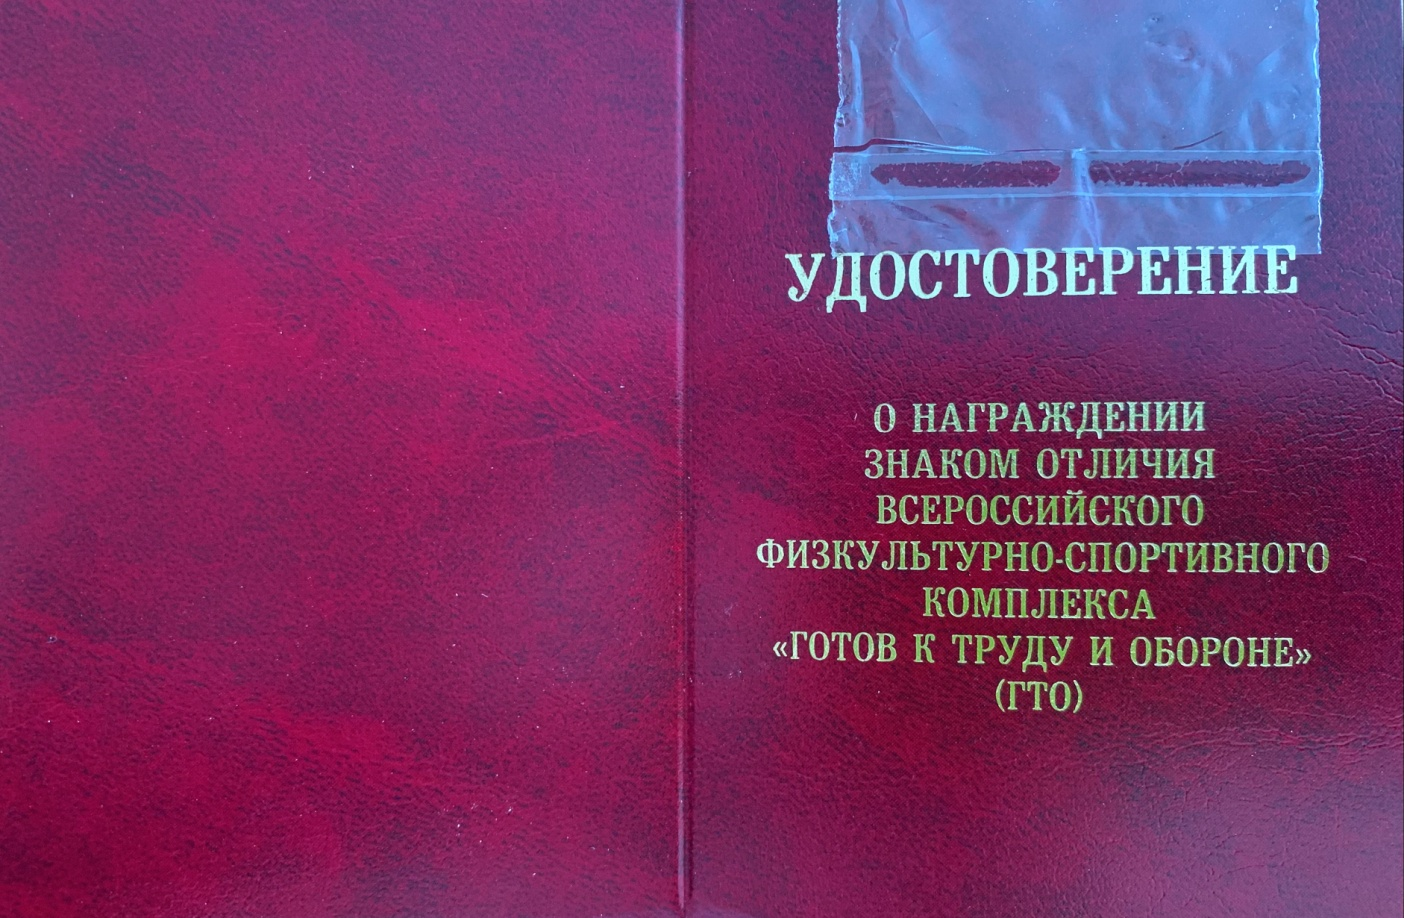 УДОСТОВЕРЕНИЕ
О НАГРАЖДЕНИИ
ЗНАКОМ ОТЛИЧИЯ
ВСЕРОССИЙСКОГО
ФИЗКУЛЬТУРНО-СПОРТИВНОГО
КОМПЛЕКСА
«ГОТОВ К ТРУДУ И ОБОРОНЕ»
(ГТО)